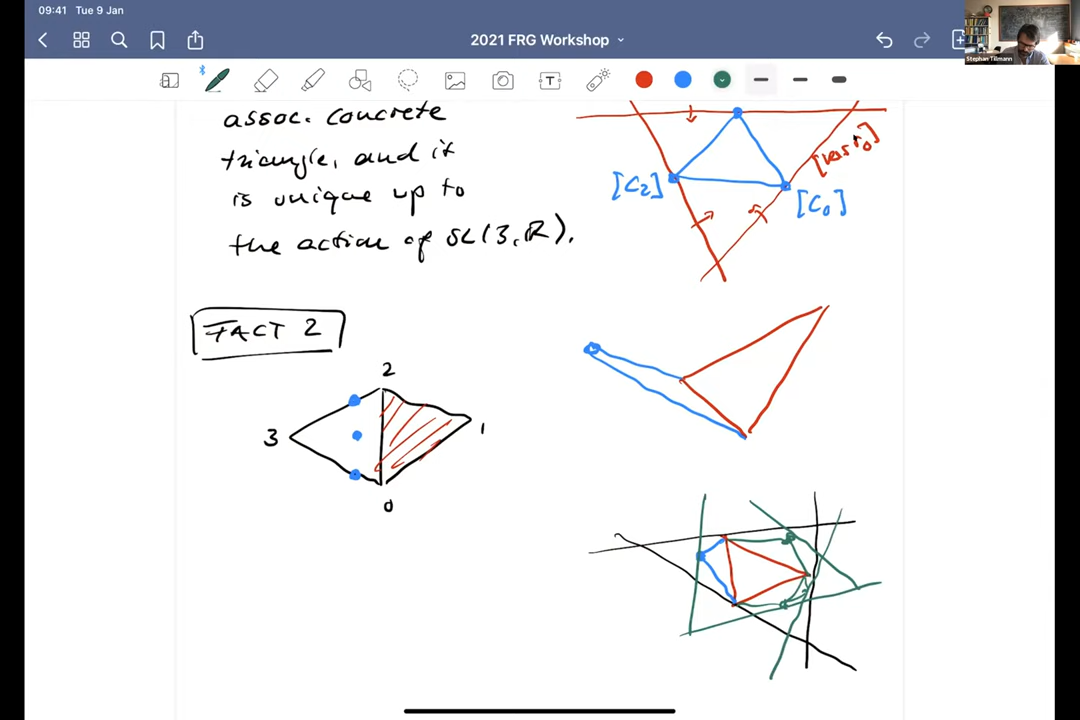 09:41 Tue 9 Jan
2021 FRG Workshop
Stephan Tillmann
assoc. concrete
triangle, and it
is unique up to
the action of SL(3,R).
[C2]
[C0]
FACT 2
2
3
1
0